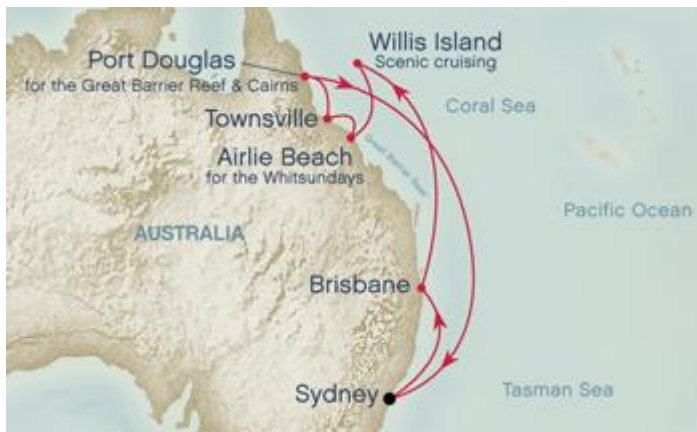 Willis Island
Scenic cruising
Port Douglas
for the Great Barrier Reef & Cairns
Coral Sea
Townsville
Great Barrier Reef
Airlie Beach
for the Whitsundays
Pacific Ocean
AUSTRALIA
Brisbane
Sydney
Tasman Sea